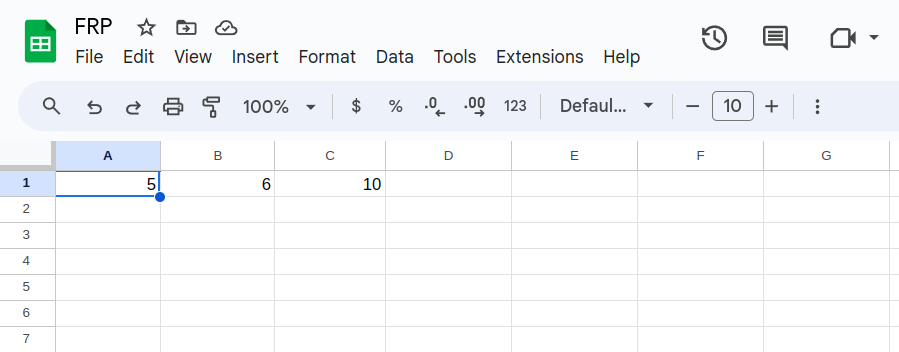 FRP
File Edit View Insert Format Data Tools Extensions Help
100% $ % .0 .00 123 Defaul... 10
A B C D E F G
1 5 6 10
2
3
4
5
6
7